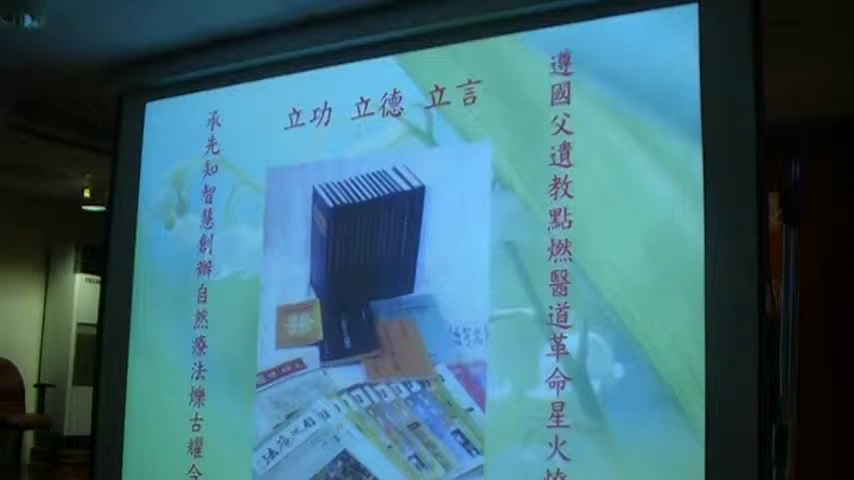 立功 立德 立言
遵國父遺教點燃醫道革命星火燎
承先知智慧創辦自然療法爍古耀今